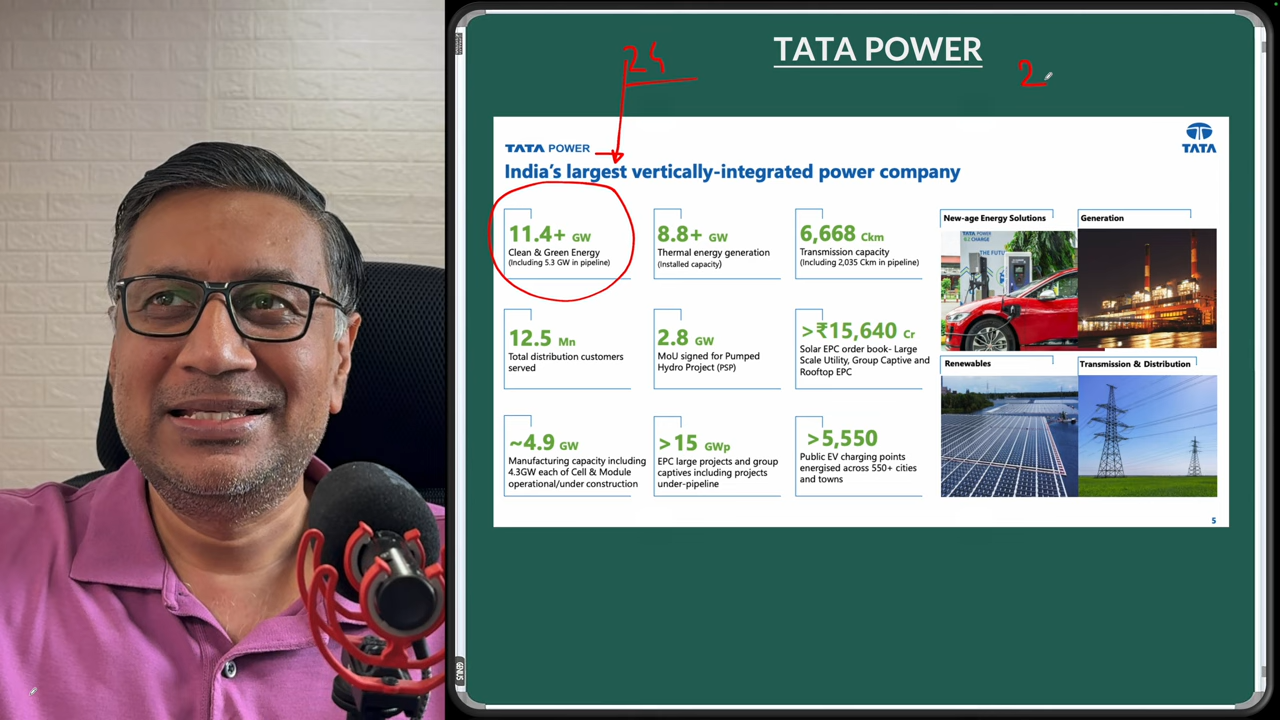 TATA POWER
24
2
TATA POWER
TATA
India's largest vertically-integrated power company
11.4+ GW
Clean & Green Energy
(Including 5.3 GW in pipeline)
8.8+ GW
Thermal energy generation
(Installed capacity)
6,668 Ckm
Transmission capacity
(Including 2,035 Ckm in pipeline)
12.5 Mn
Total distribution customers
served
2.8 GW
MoU signed for Pumped
Hydro Project (PSP)
>₹15,640 Cr
Solar EPC order book- Large
Scale Utility, Group Captive and
Rooftop EPC
~4.9 GW
Manufacturing capacity including
4.3GW each of Cell & Module
operational/under construction
>15 GWp
EPC large projects and group
captives including projects
under-pipeline
>5,550
Public EV charging points
energised across 550+ cities
and towns
New-age Energy Solutions
TATA POWER
CHARGE
THE FUTU
Generation
Renewables
Transmission & Distribution
5
GENIUS